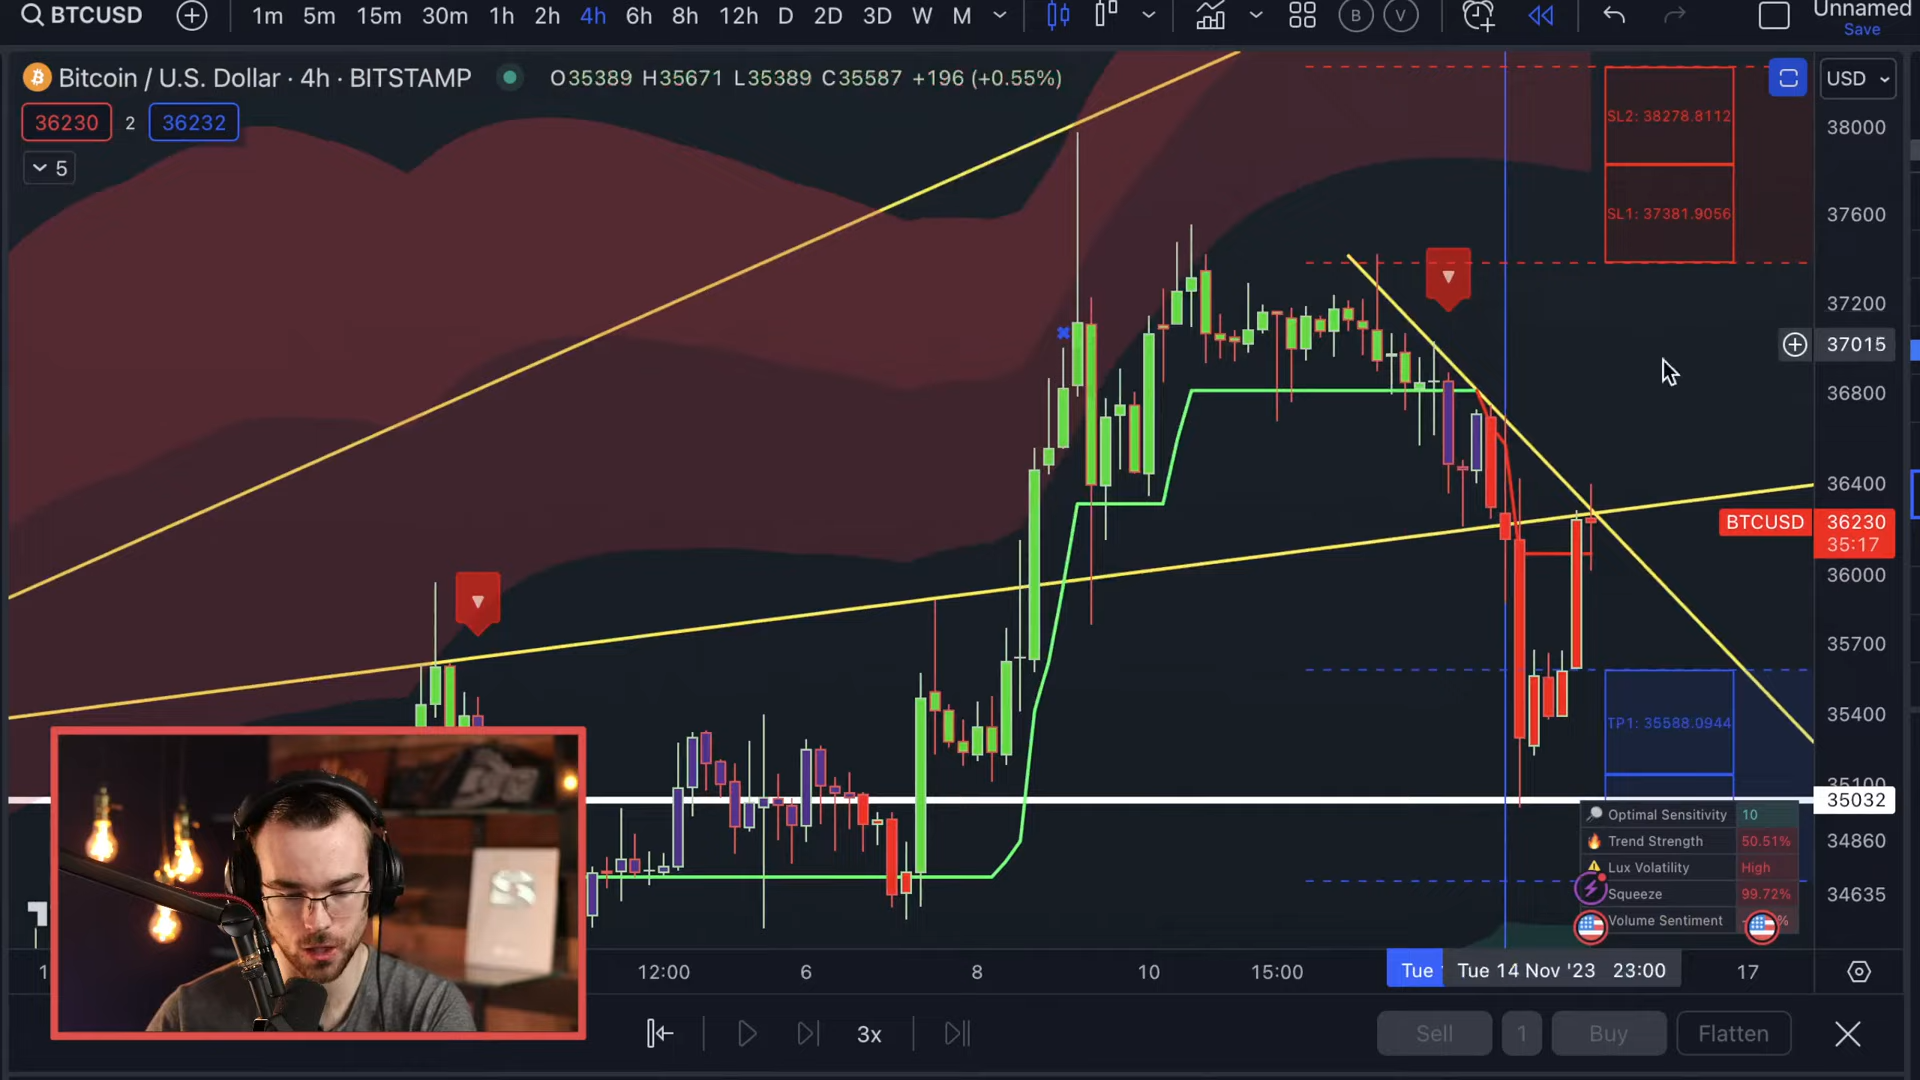 BTCUSD 1m 5m 15m 30m 1h 2h 4h 6h 8h 12h D 2D 3D W M B V Unnamed
Save
Bitcoin / U.S. Dollar · 4h · BITSTAMP O35389 H35671 L35389 C35587 +196 (+0.55%) USD
36230 2 36232
5
SL2: 38278.8112
SL1: 37381.9056
38000
37600
37200
37015
36800
36400
BTCUSD 36230
35:17
36000
35700
35400
TP1: 35588.0944
35100
35032
34860
34635
Optimal Sensitivity 10
Trend Strength 50.51%
Lux Volatility High
Squeeze 99.72%
Volume Sentiment %
12:00 6 8 10 15:00 Tue Tue 14 Nov '23 23:00 17
3x Sell 1 Buy Flatten